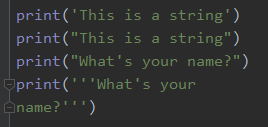 print('This is a string')
print("This is a string")
print("What's your name?")
print('''What's your
name?''')